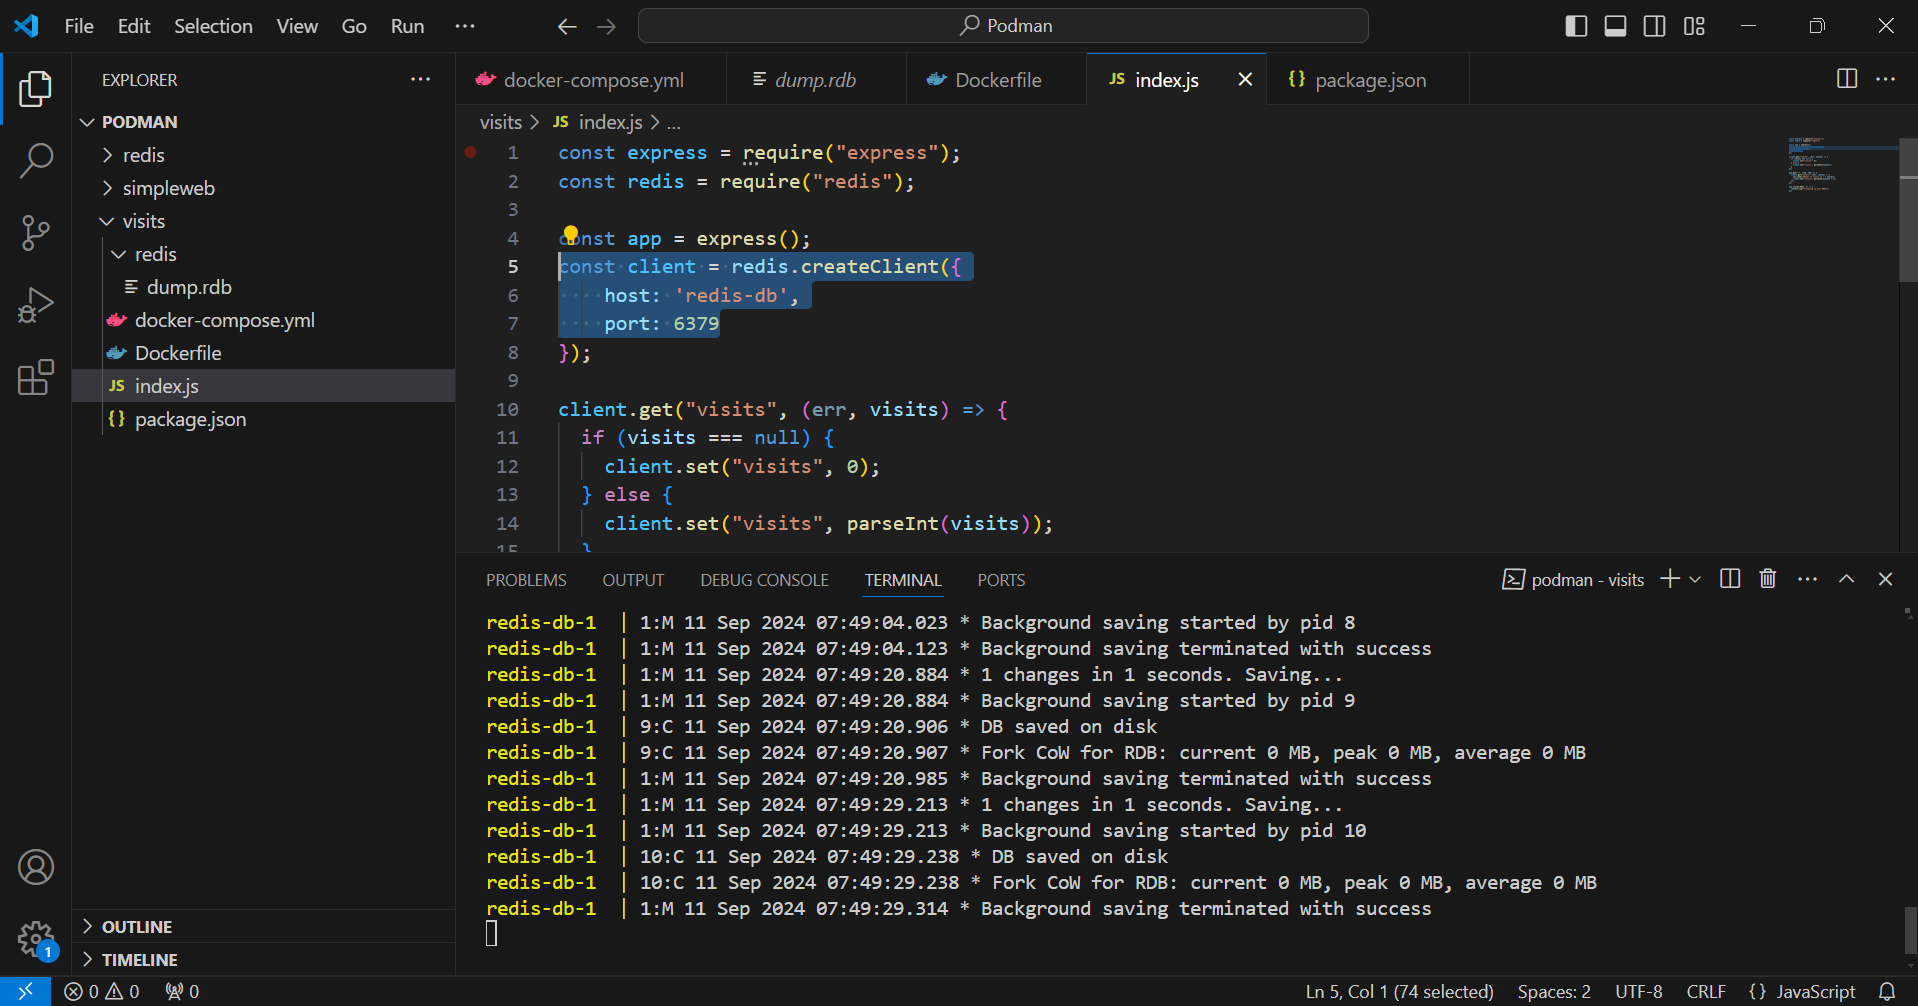 File Edit Selection View Go Run ···
Podman
EXPLORER ···
PODMAN
redis
simpleweb
visits
redis
dump.rdb
docker-compose.yml
Dockerfile
JS index.js
{} package.json
OUTLINE
TIMELINE
1
docker-compose.yml dump.rdb Dockerfile JS index.js {} package.json
visits > JS index.js > ...
1 const express = require("express");
2 const redis = require("redis");
3
4 const app = express();
5 const client = redis.createClient({
6 host: 'redis-db',
7 port: 6379
8 });
9
10 client.get("visits", (err, visits) => {
11 if (visits === null) {
12 client.set("visits", 0);
13 } else {
14 client.set("visits", parseInt(visits));
15 }
PROBLEMS OUTPUT DEBUG CONSOLE TERMINAL PORTS podman - visits
redis-db-1 | 1:M 11 Sep 2024 07:49:04.023 * Background saving started by pid 8
redis-db-1 | 1:M 11 Sep 2024 07:49:04.123 * Background saving terminated with success
redis-db-1 | 1:M 11 Sep 2024 07:49:20.884 * 1 changes in 1 seconds. Saving...
redis-db-1 | 1:M 11 Sep 2024 07:49:20.884 * Background saving started by pid 9
redis-db-1 | 9:C 11 Sep 2024 07:49:20.906 * DB saved on disk
redis-db-1 | 9:C 11 Sep 2024 07:49:20.907 * Fork CoW for RDB: current 0 MB, peak 0 MB, average 0 MB
redis-db-1 | 1:M 11 Sep 2024 07:49:20.985 * Background saving terminated with success
redis-db-1 | 1:M 11 Sep 2024 07:49:29.213 * 1 changes in 1 seconds. Saving...
redis-db-1 | 1:M 11 Sep 2024 07:49:29.213 * Background saving started by pid 10
redis-db-1 | 10:C 11 Sep 2024 07:49:29.238 * DB saved on disk
redis-db-1 | 10:C 11 Sep 2024 07:49:29.238 * Fork CoW for RDB: current 0 MB, peak 0 MB, average 0 MB
redis-db-1 | 1:M 11 Sep 2024 07:49:29.314 * Background saving terminated with success
0 0 0 Ln 5, Col 1 (74 selected) Spaces: 2 UTF-8 CRLF {} JavaScript